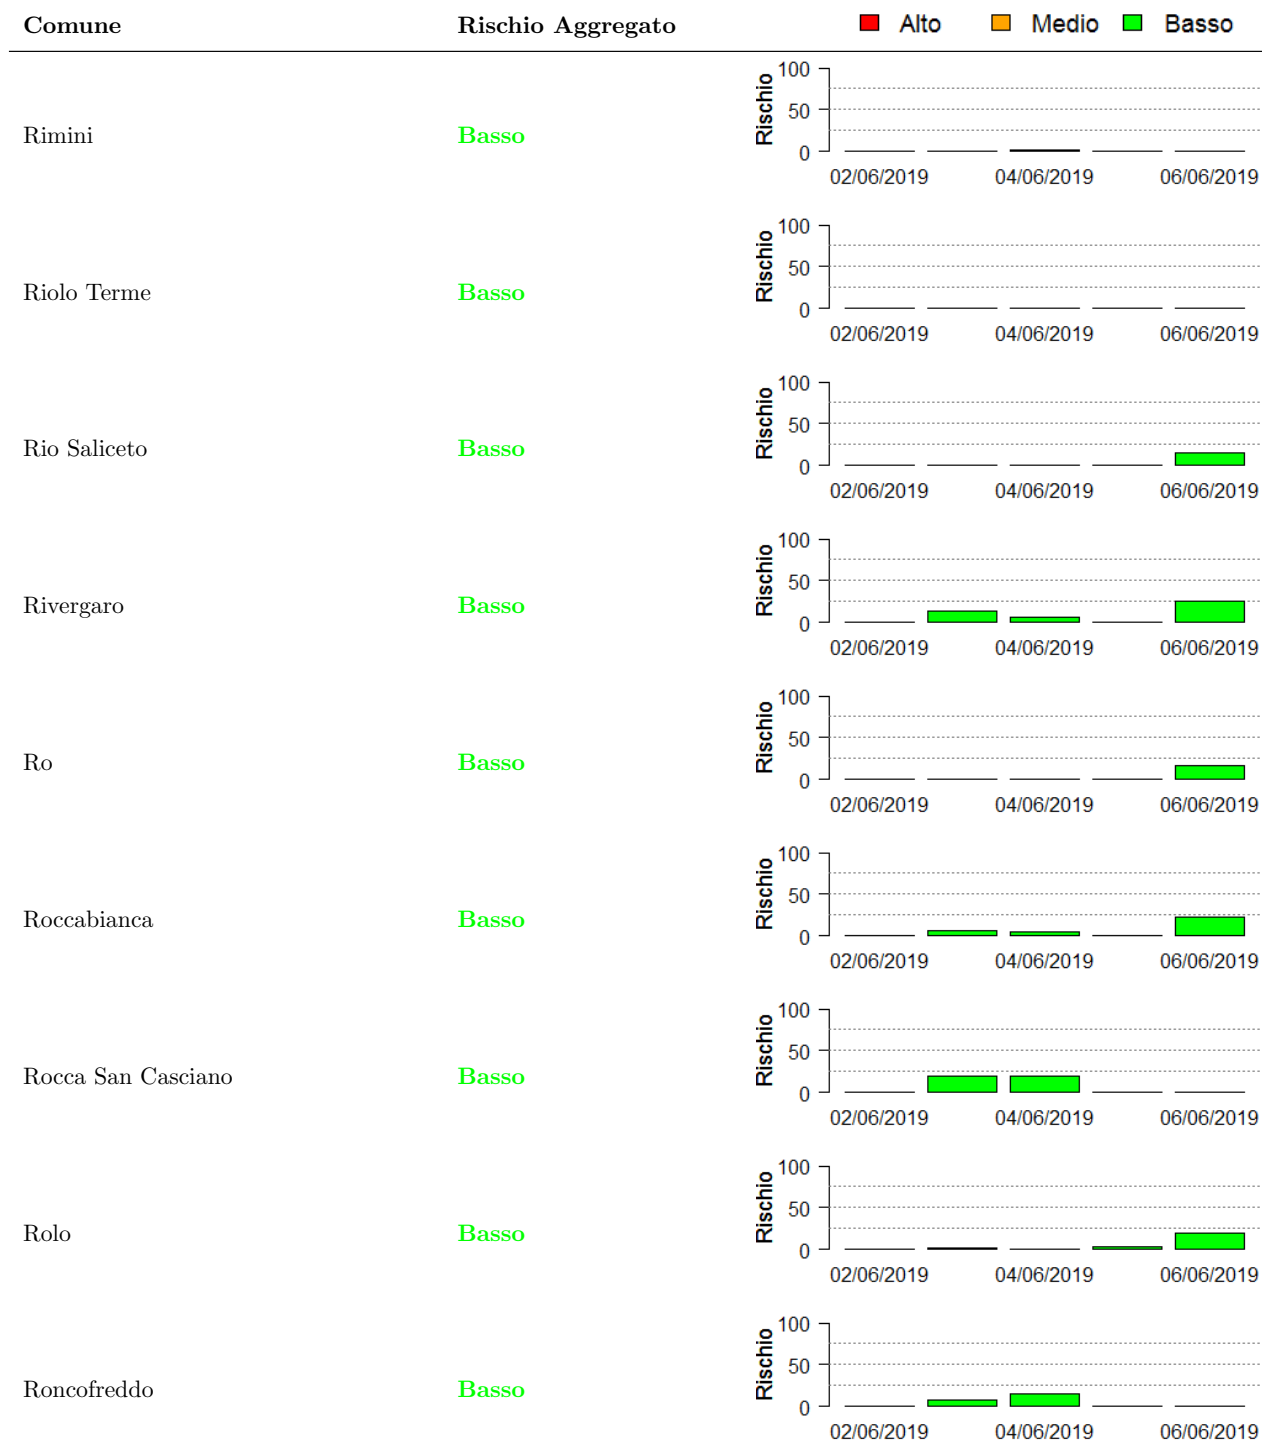 Comune Rischio Aggregato Alto Medio Basso
100
50
0
Rischio
02/06/2019 04/06/2019 06/06/2019
Rimini Basso
100
50
0
Rischio
02/06/2019 04/06/2019 06/06/2019
Riolo Terme Basso
100
50
0
Rischio
02/06/2019 04/06/2019 06/06/2019
Rio Saliceto Basso
100
50
0
Rischio
02/06/2019 04/06/2019 06/06/2019
Rivergaro Basso
100
50
0
Rischio
02/06/2019 04/06/2019 06/06/2019
Ro Basso
100
50
0
Rischio
02/06/2019 04/06/2019 06/06/2019
Roccabianca Basso
100
50
0
Rischio
02/06/2019 04/06/2019 06/06/2019
Rocca San Casciano Basso
100
50
0
Rischio
02/06/2019 04/06/2019 06/06/2019
Rolo Basso
100
50
0
Rischio
02/06/2019 04/06/2019 06/06/2019
Roncofreddo Basso